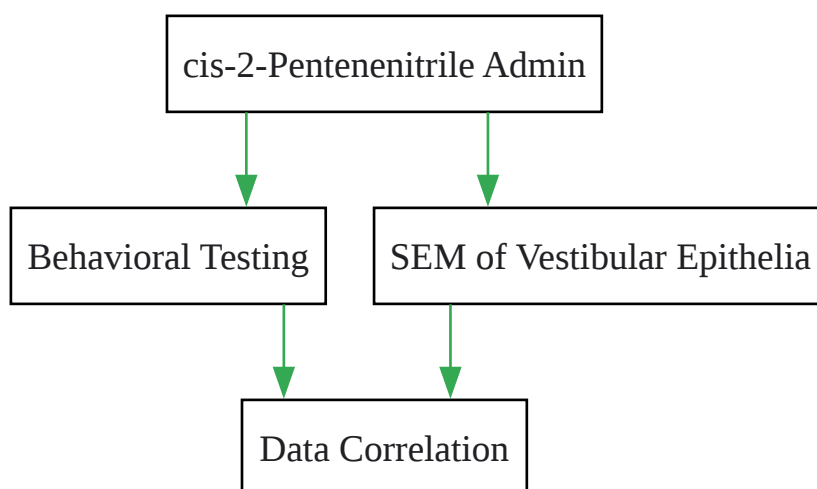 cis-2-Pentenenitrile Admin
Behavioral Testing
SEM of Vestibular Epithelia
Data Correlation